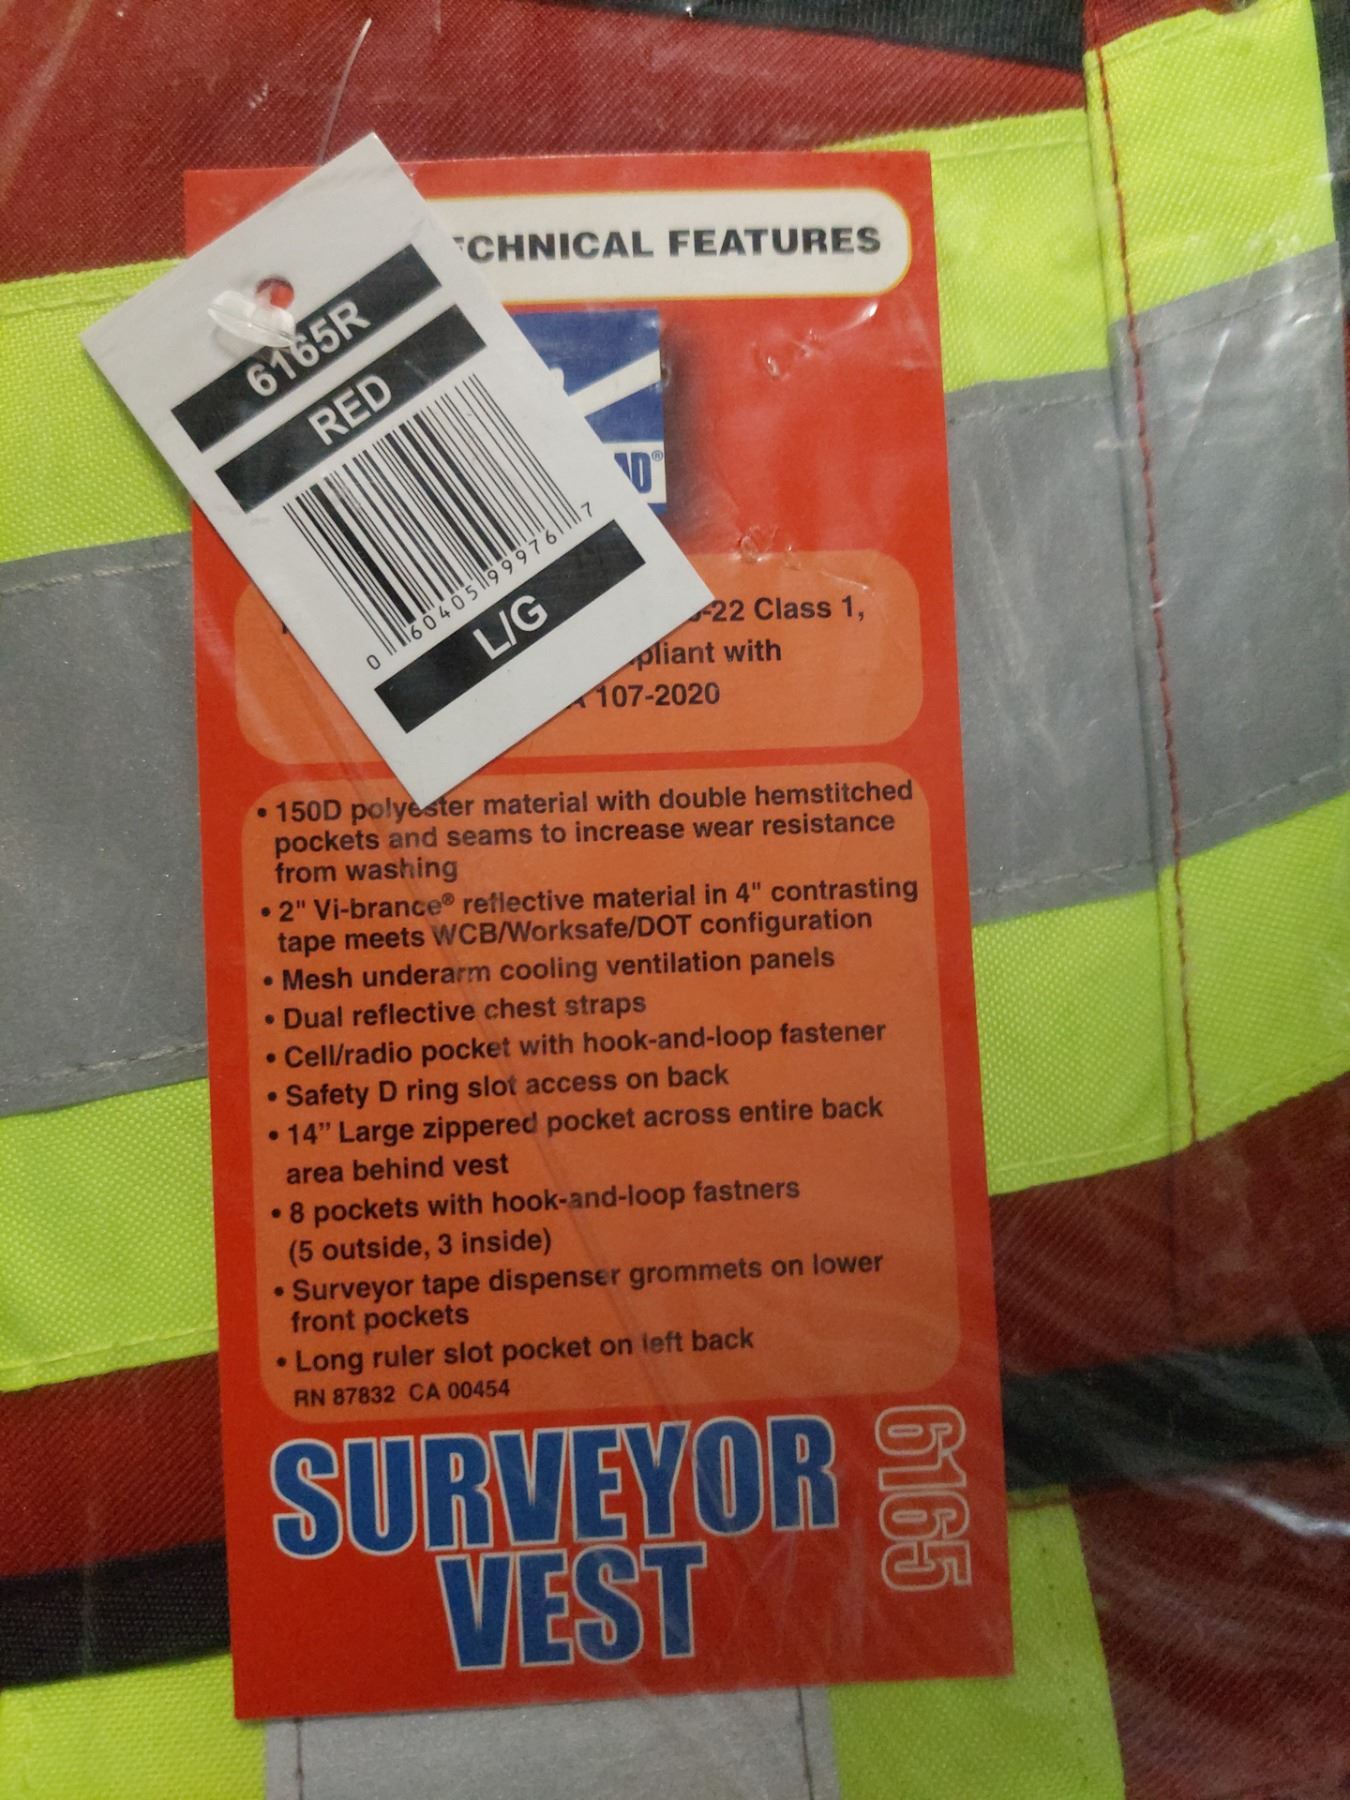 TECHNICAL FEATURES
6165R
RED
0 60405 99976 7
L/G
-22 Class 1,
with
107-2020
• 150D polyester material with double hemstitched
pockets and seams to increase wear resistance
from washing
• 2" Vi-brance® reflective material in 4" contrasting
tape meets WCB/Worksafe/DOT configuration
• Mesh underarm cooling ventilation panels
• Dual reflective chest straps
• Cell/radio pocket with hook-and-loop fastener
• Safety D ring slot access on back
• 14” Large zippered pocket across entire back
area behind vest
• 8 pockets with hook-and-loop fastners
(5 outside, 3 inside)
• Surveyor tape dispenser grommets on lower
front pockets
• Long ruler slot pocket on left back
RN 87832 CA 00454
SURVEYOR
VEST
6165